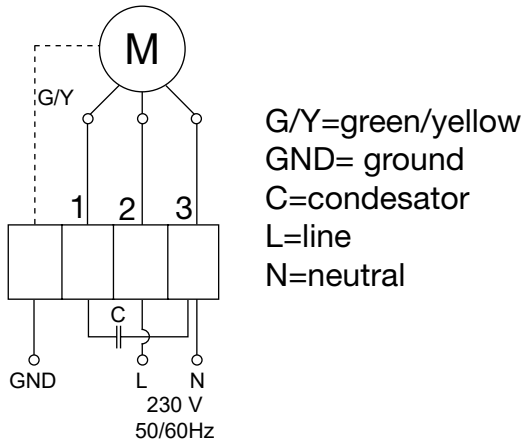 M
G/Y
1 2 3
C
GND L N
230 V
50/60Hz
G/Y=green/yellow
GND= ground
C=condesator
L=line
N=neutral